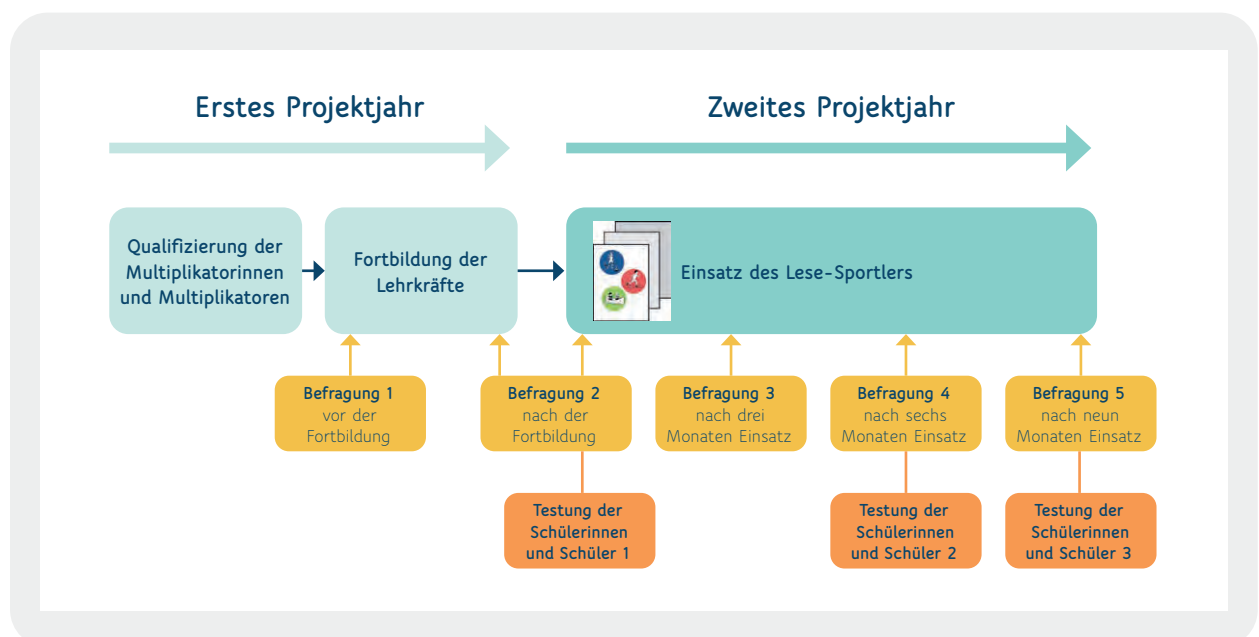 Erstes Projektjahr
Zweites Projektjahr
Qualifizierung der
Multiplikatorinnen
und Multiplikatoren
Fortbildung der
Lehrkräfte
Einsatz des Lese-Sportlers
Befragung 1
vor der
Fortbildung
Befragung 2
nach der
Fortbildung
Befragung 3
nach drei
Monaten Einsatz
Befragung 4
nach sechs
Monaten Einsatz
Befragung 5
nach neun
Monaten Einsatz
Testung der
Schülerinnen
und Schüler 1
Testung der
Schülerinnen
und Schüler 2
Testung der
Schülerinnen
und Schüler 3